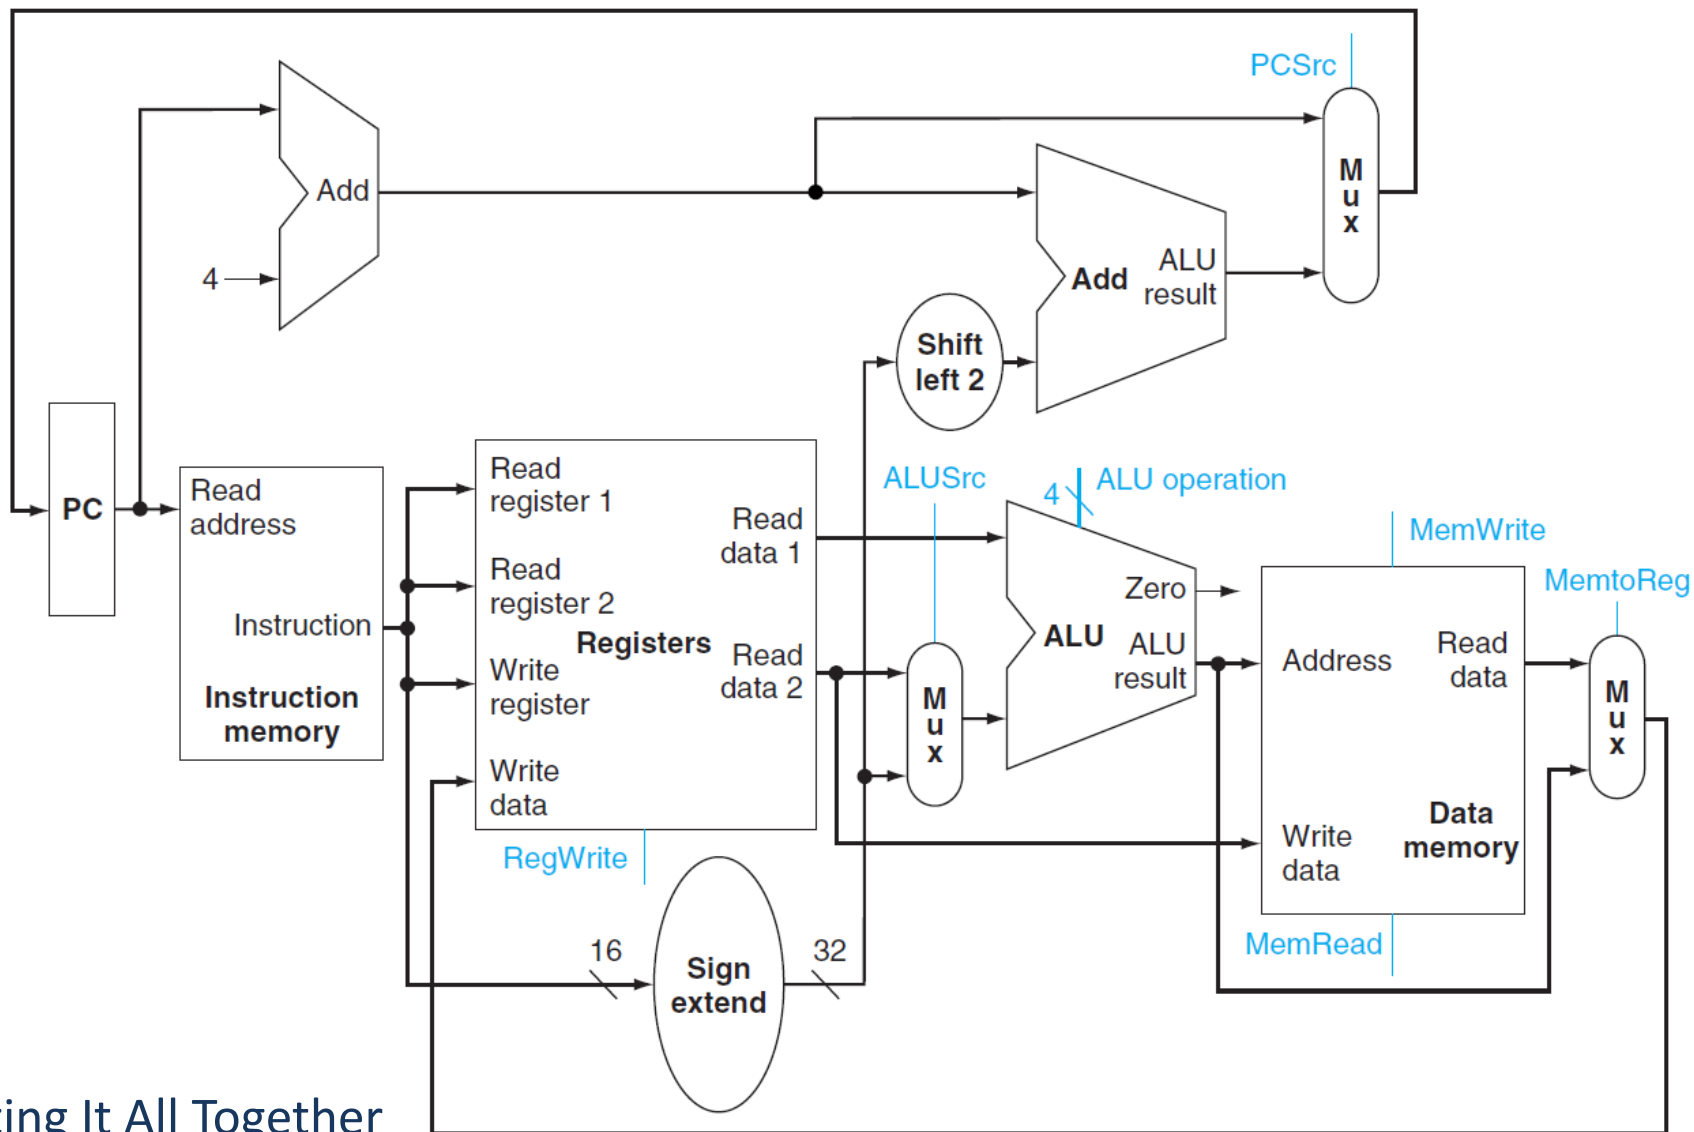 PCSrc
M
u
x
Add
ALU
result
Add
4
Shift
left 2
PC
Read
address
Instruction
Instruction
memory
Read
register 1
Read
register 2
Registers
Write
register
Write
data
Read
data 1
Read
data 2
RegWrite
ALUSrc
M
u
x
4
ALU operation
Zero
ALU
ALU
result
MemWrite
Address
Read
data
Write
data
Data
memory
MemRead
MemtoReg
M
u
x
16
Sign
extend
32
It All Together